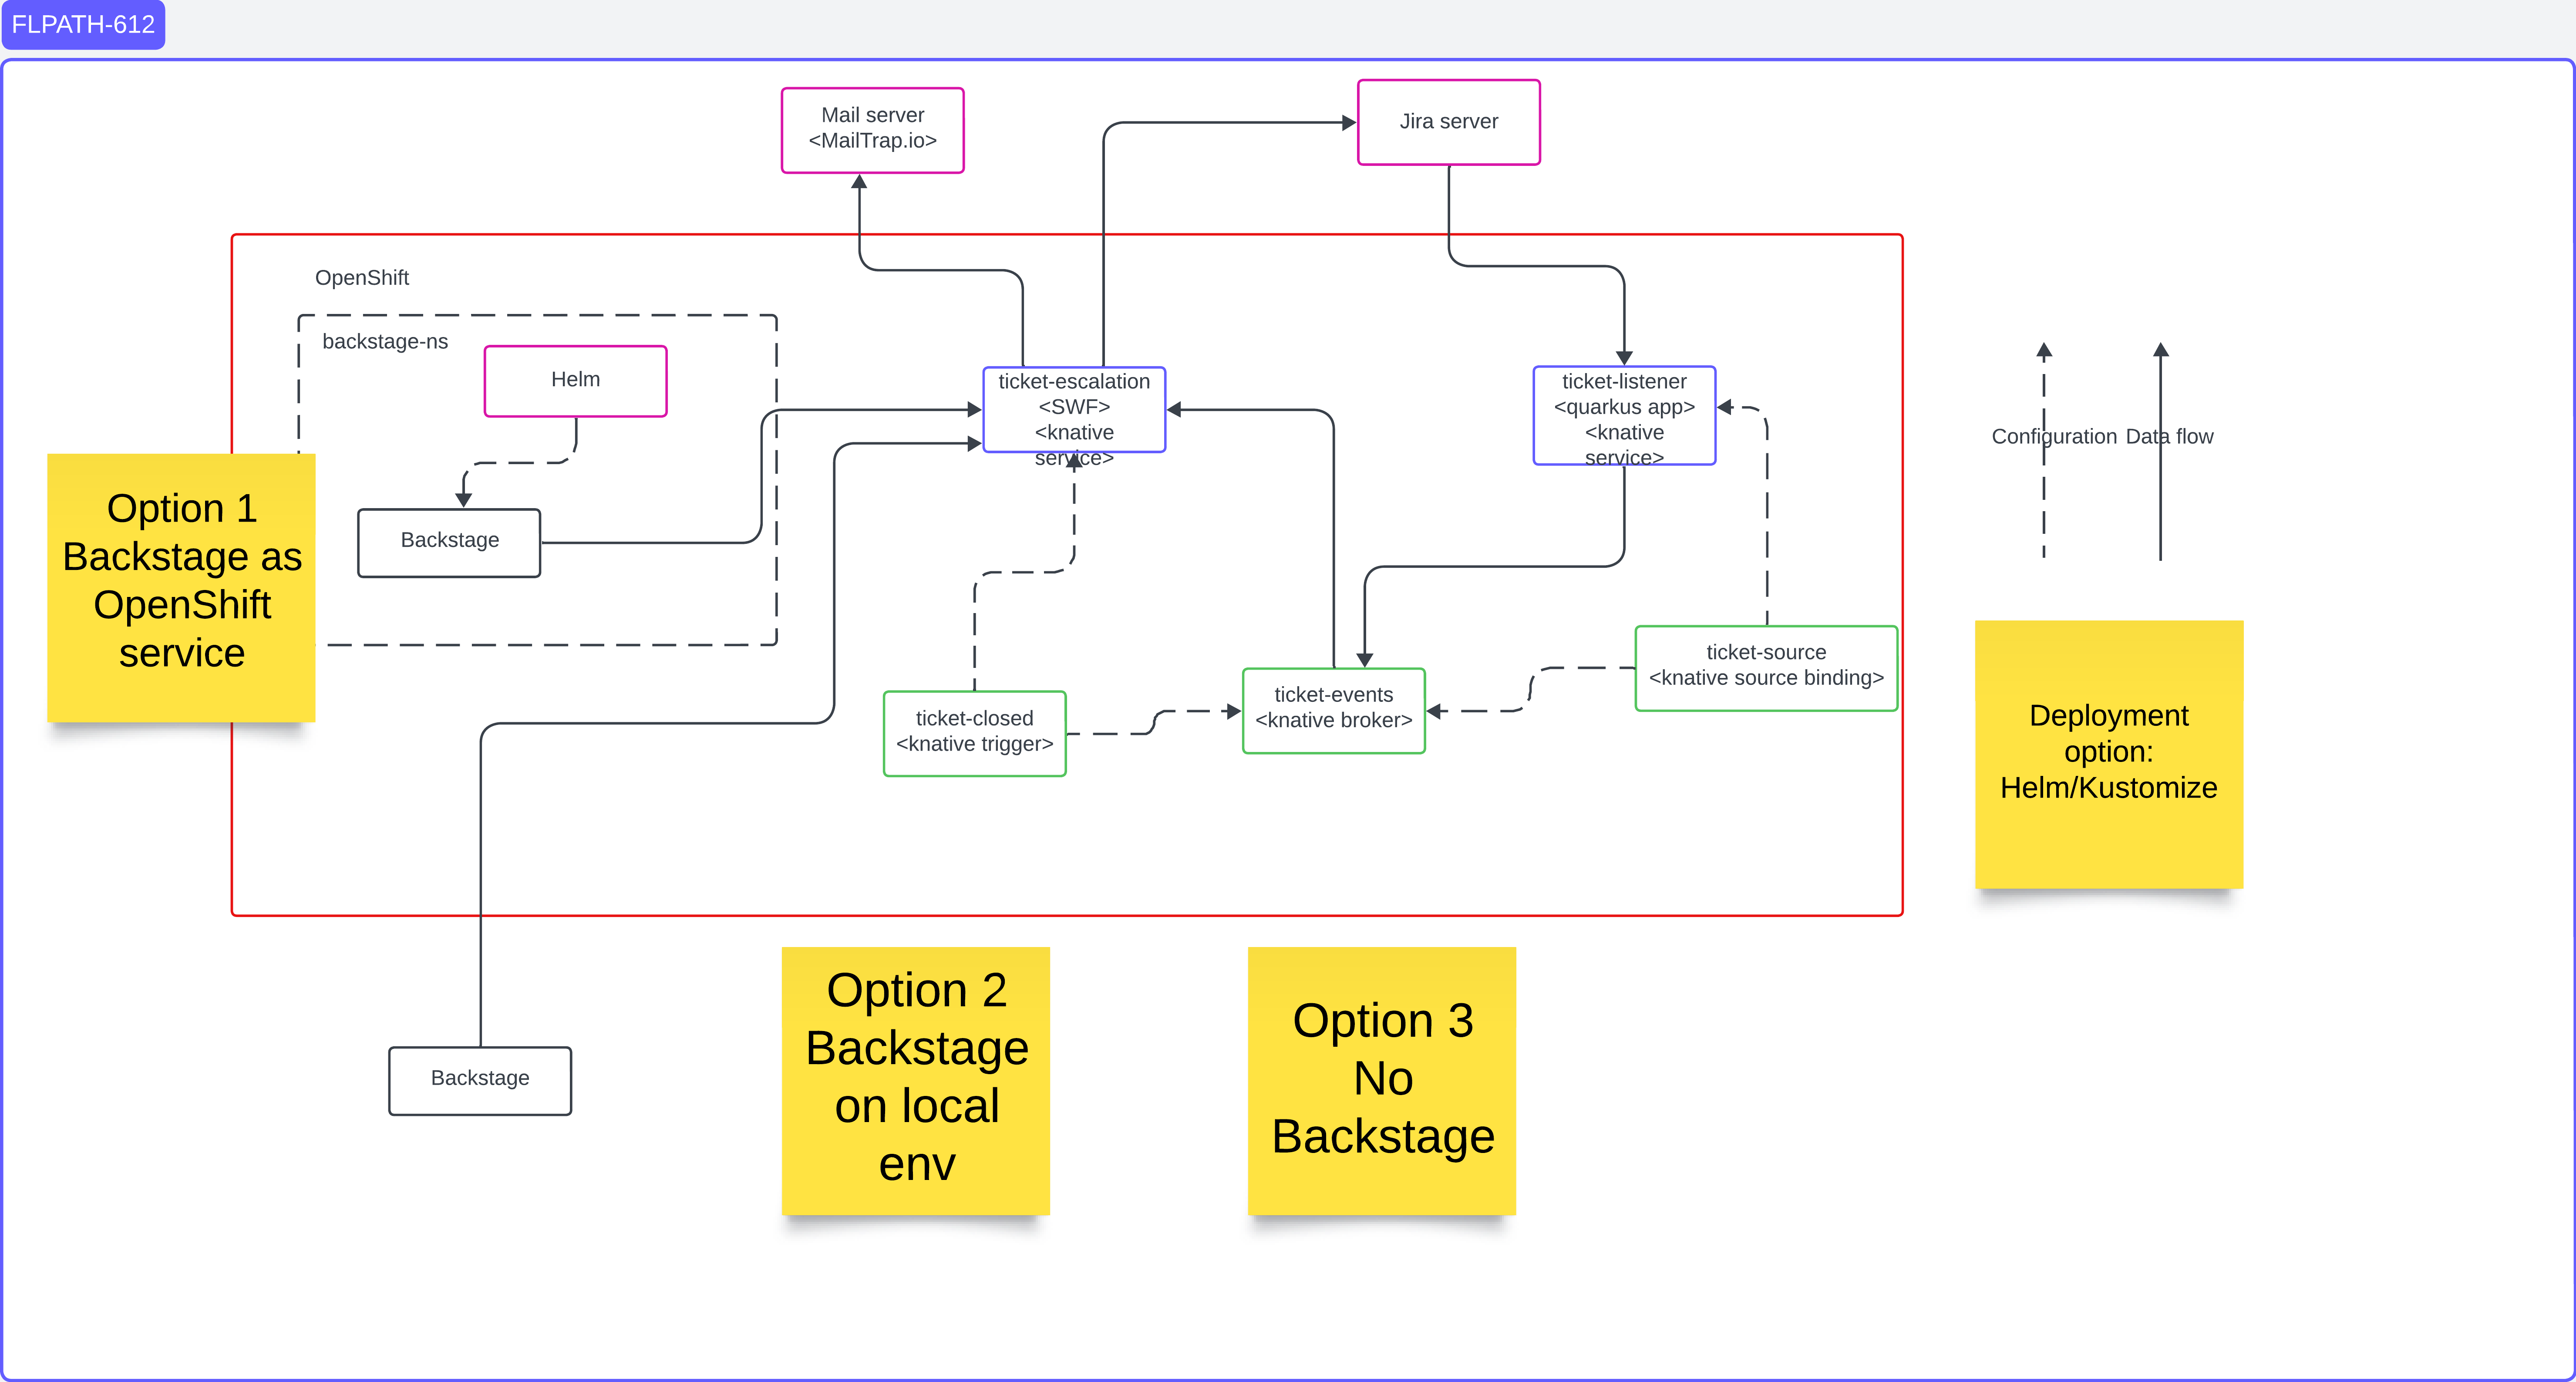 FLPATH-612
Mail server
<MailTrap.io>
Jira server
OpenShift
backstage-ns
Helm
Backstage
Option 1
Backstage as
OpenShift
service
ticket-escalation
<SWF>
<knative
service>
ticket-listener
<quarkus app>
<knative
service>
Configuration
Data flow
ticket-closed
<knative trigger>
ticket-events
<knative broker>
ticket-source
<knative source binding>
Deployment
option:
Helm/Kustomize
Backstage
Option 2
Backstage
on local
env
Option 3
No
Backstage